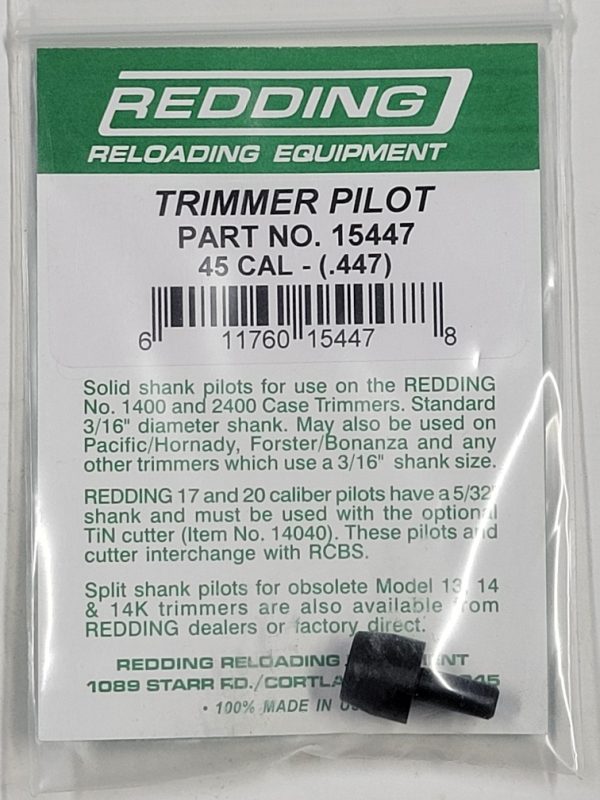 REDDING
RELOADING EQUIPMENT
TRIMMER PILOT
PART NO. 15447
45 CAL - (.447)
6 11760 15447 8
Solid shank pilots for use on the REDDING
No. 1400 and 2400 Case Trimmers. Standard
3/16" diameter shank. May also be used on
Pacific/Hornady, Forster/Bonanza and any
other trimmers which use a 3/16" shank size.
REDDING 17 and 20 caliber pilots have a 5/32"
shank and must be used with the optional
TiN cutter (Item No. 14040). These pilots and
cutter interchange with RCBS.
Split shank pilots for obsolete Model 13, 14
& 14K trimmers are also available from
REDDING dealers or factory direct.
REDDING RELOADING
1089 STARR RD./
• 100% MADE IN